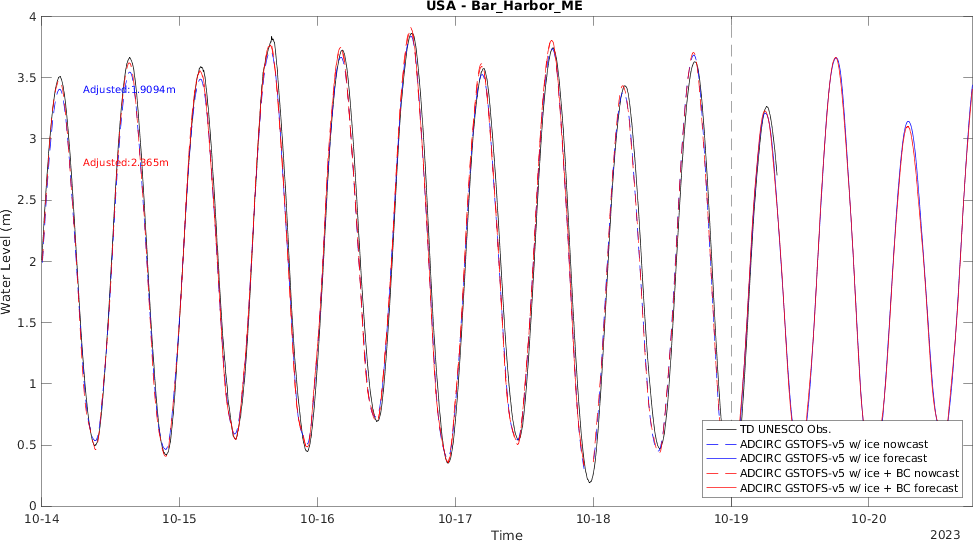 USA - Bar_Harbor_ME
4
3.5
3
2.5
2
1.5
1
0.5
0
Water Level (m)
Adjusted:1.9094m
Adjusted:2.365m
TD UNESCO Obs.
ADCIRC GSTOFS-v5 w/ ice nowcast
ADCIRC GSTOFS-v5 w/ ice forecast
ADCIRC GSTOFS-v5 w/ ice + BC nowcast
ADCIRC GSTOFS-v5 w/ ice + BC forecast
10-14 10-15 10-16 10-17 10-18 10-19 10-20
Time
2023